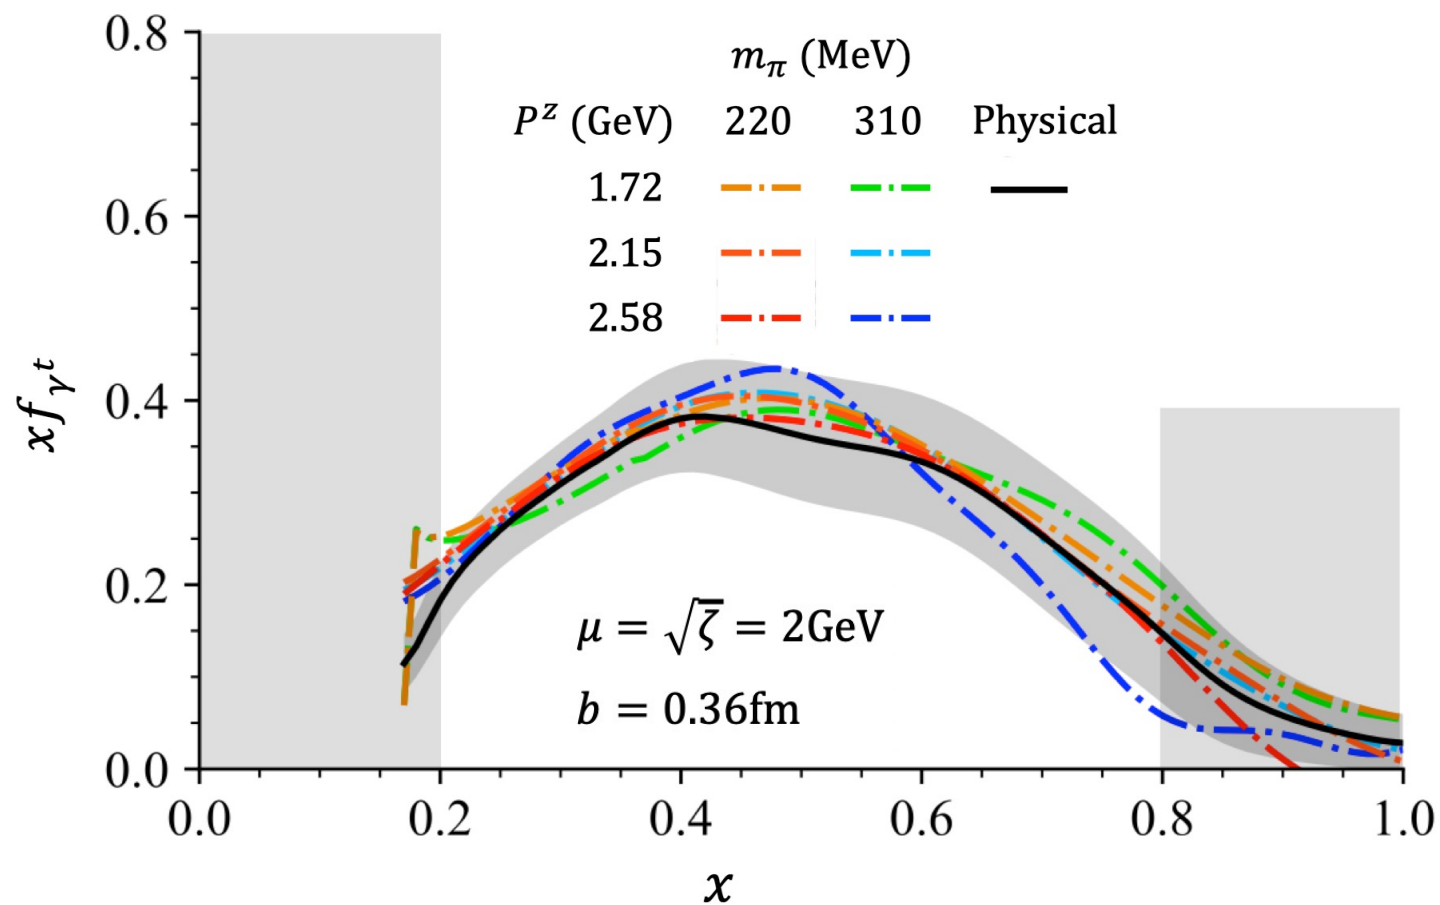 0.8
m_π (MeV)
P^z (GeV) 220 310 Physical
1.72
0.6
2.15
2.58
xf_γ^t
0.4
0.2
μ = √ζ = 2GeV
b = 0.36fm
0.0
0.0 0.2 0.4 0.6 0.8 1.0
x